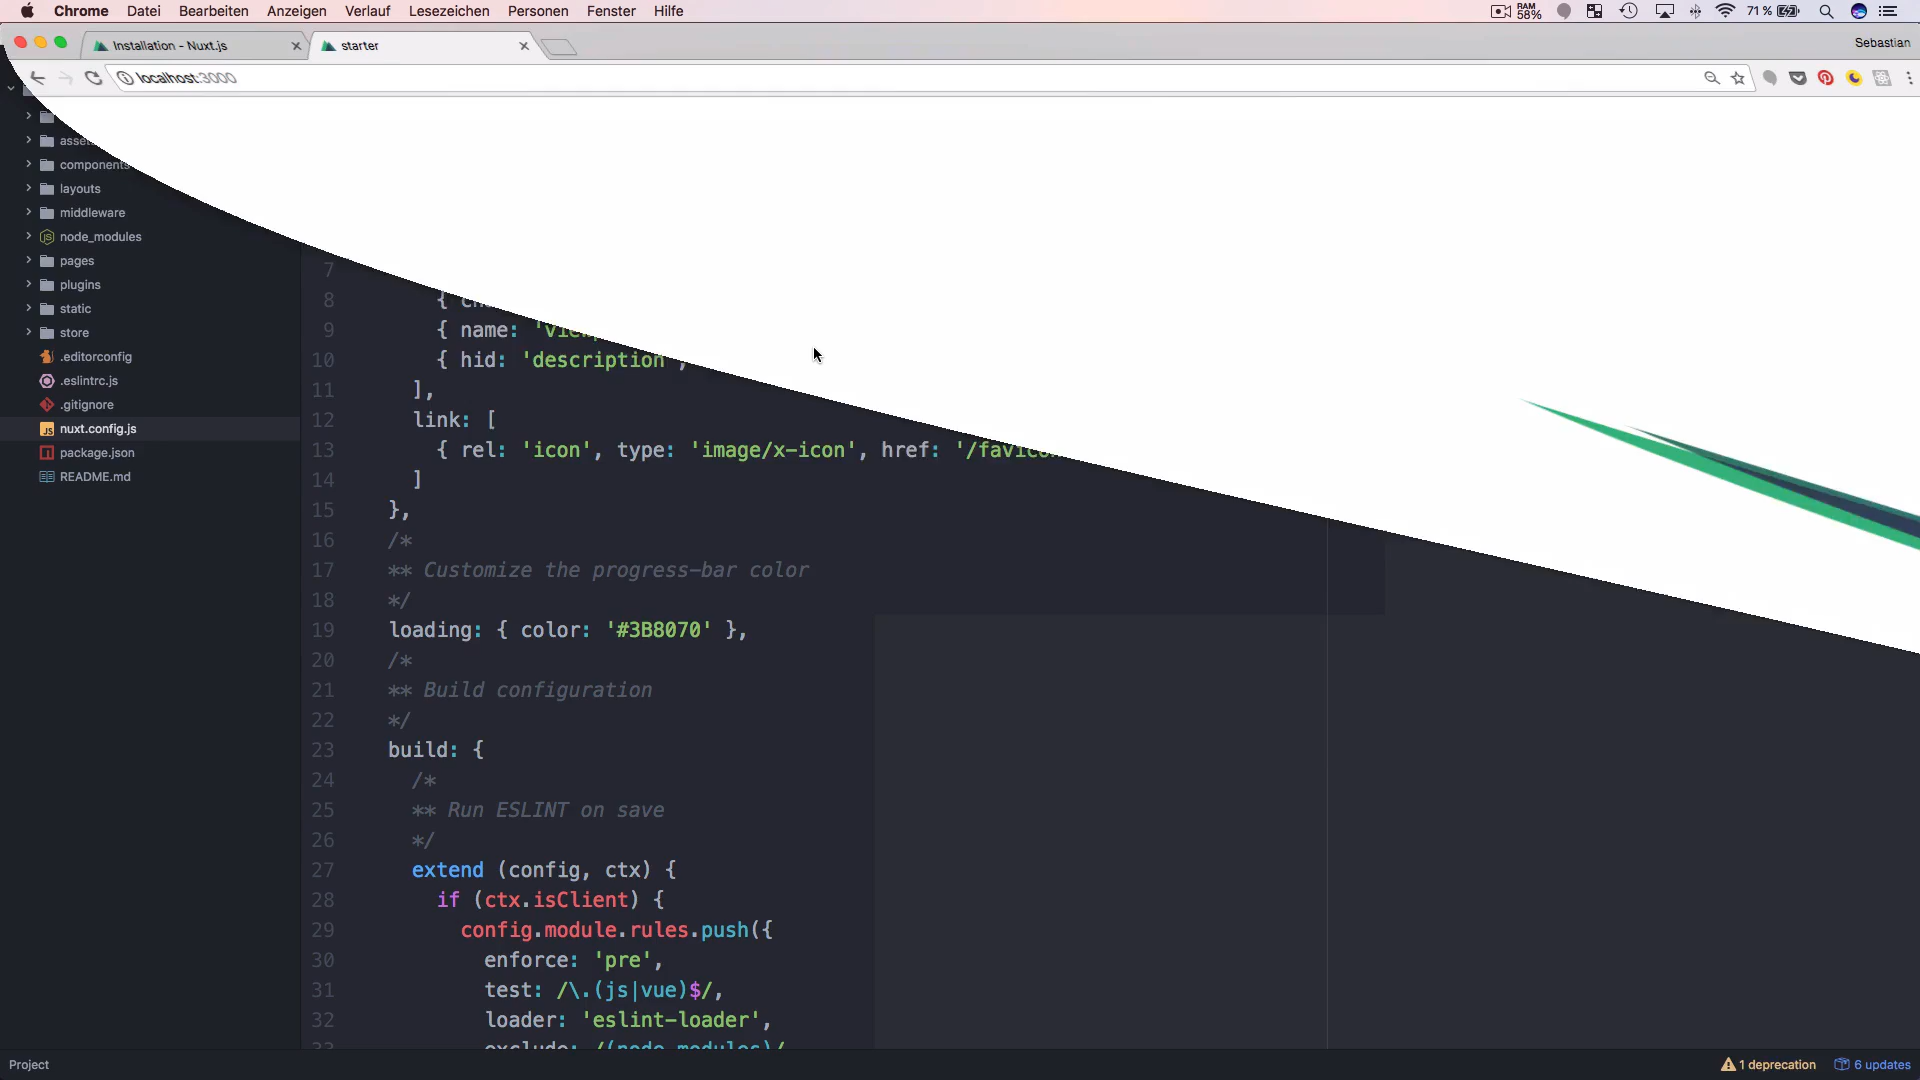 Chrome Datei Bearbeiten Anzeigen Verlauf Lesezeichen Personen Fenster Hilfe RAM 58% 71 %
Installation - Nuxt.js
starter
Sebastian
localhost:3000
components
layouts
middleware
node_modules
pages
plugins
static
store
.editorconfig
.eslintrc.js
.gitignore
nuxt.config.js
package.json
README.md
7
8 {
9 { name:
10 { hid: 'description',
11 ],
12 link: [
13 { rel: 'icon', type: 'image/x-icon', href:
14 ]
15 },
16 /*
17 ** Customize the progress-bar color
18 */
19 loading: { color: '#3B8070' },
20 /*
21 ** Build configuration
22 */
23 build: {
24 /*
25 ** Run ESLINT on save
26 */
27 extend (config, ctx) {
28 if (ctx.isClient) {
29 config.module.rules.push({
30 enforce: 'pre',
31 test: /\.(js|vue)$/,
32 loader: 'eslint-loader',
33 exclude: /(node_modules)/
Project
1 deprecation
6 updates